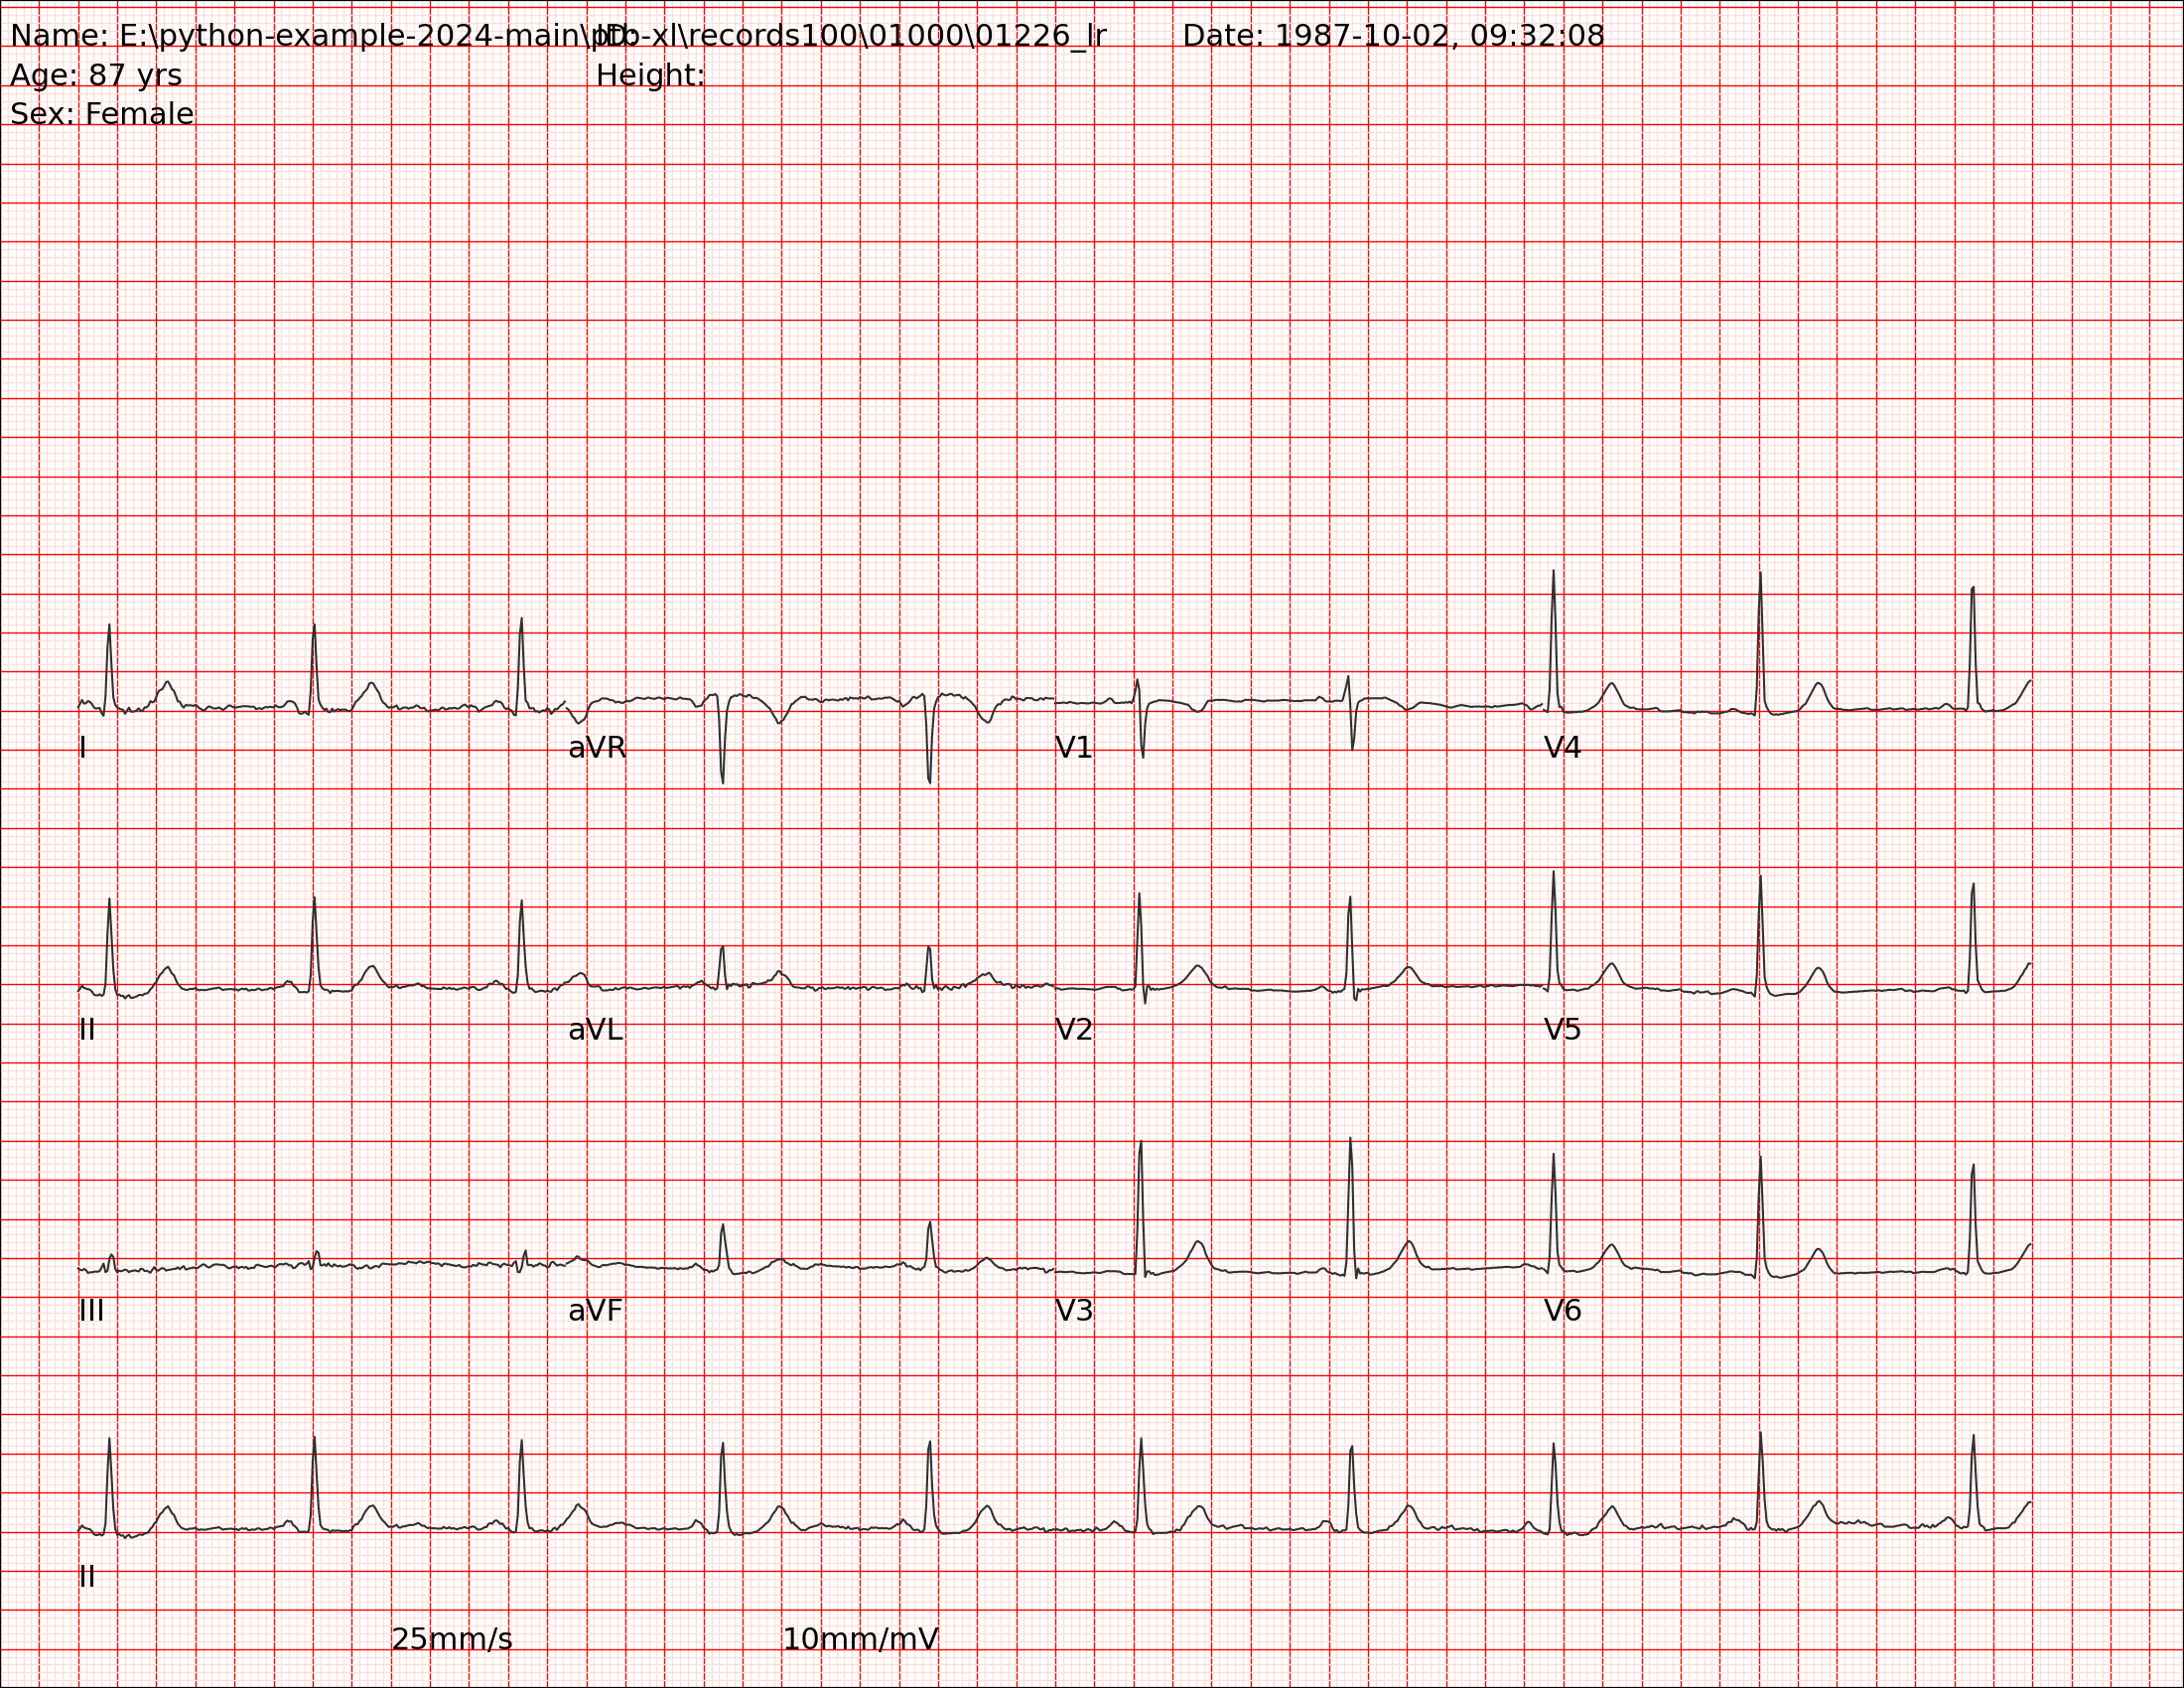 Name: E:\python-example-2024-main\ptb-xl\records100\01000\01226_lr ID: Date: 1987-10-02, 09:32:08
Age: 87 yrs Height:
Sex: Female
I aVR V1 V4
II aVL V2 V5
III aVF V3 V6
II
25mm/s 10mm/mV